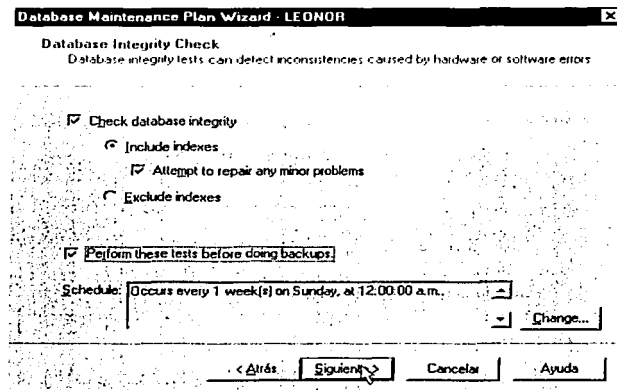 Database Maintenance Plan Wizard - LEONOR
Database Integrity Check
Database integrity tests can detect inconsistencies caused by hardware or software errors
Check database integrity
Include indexes
Attempt to repair any minor problems
Exclude indexes
Perform these tests before doing backups.
Schedule: Occurs every 1 week(s) on Sunday, at 12:00:00 a.m..
Change...
< Atrás Siguiente > Cancelar Ayuda